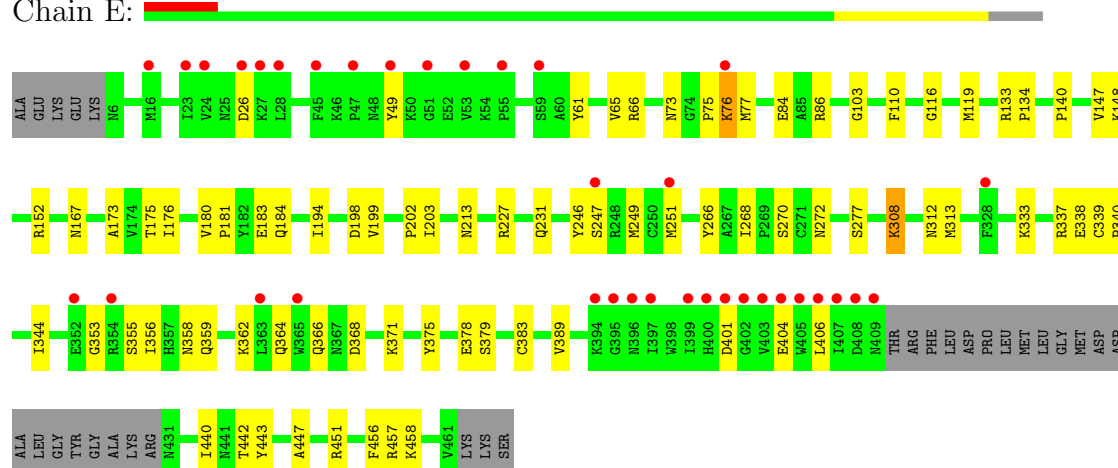 Chain E:
ALA GLU LYS GLU LYS N6 M16 I23 V24 N25 D26 K27 L28 F45 K46 P47 N48 Y49 K50 G51 E52 V53 K54 P55 S59 A60 Y61 V65 R66 N73 G74 P75 K76 M77 E84 A85 R86 G103 F110 G116 M119 R133 P134 P140 V147 K148
R152 N167 A173 V174 T175 I176 V180 P181 Y182 E183 Q184 I194 D198 V199 P202 I203 N213 R227 Q231 Y246 S247 R248 M249 C250 M251 Y266 A267 I268 P269 S270 C271 N272 S277 K308 N312 M313 F328 K333 R337 E338 C339
I344 E352 G353 R354 S355 I356 H357 N358 Q359 K362 L363 Q364 W365 Q366 N367 D368 K371 Y375 E378 S379 C383 V389 K394 G395 N396 I397 W398 I399 H400 D401 G402 V403 E404 W405 L406 I407 D408 N409 THR ARG PHE LEU ASP PRO LEU MET LEU GLY MET ASP ASP
ALA LEU GLY TYR GLY ALA LYS ARG N431 I440 N441 T442 Y443 A447 R451 F456 R457 K458 V461 LYS LYS SER